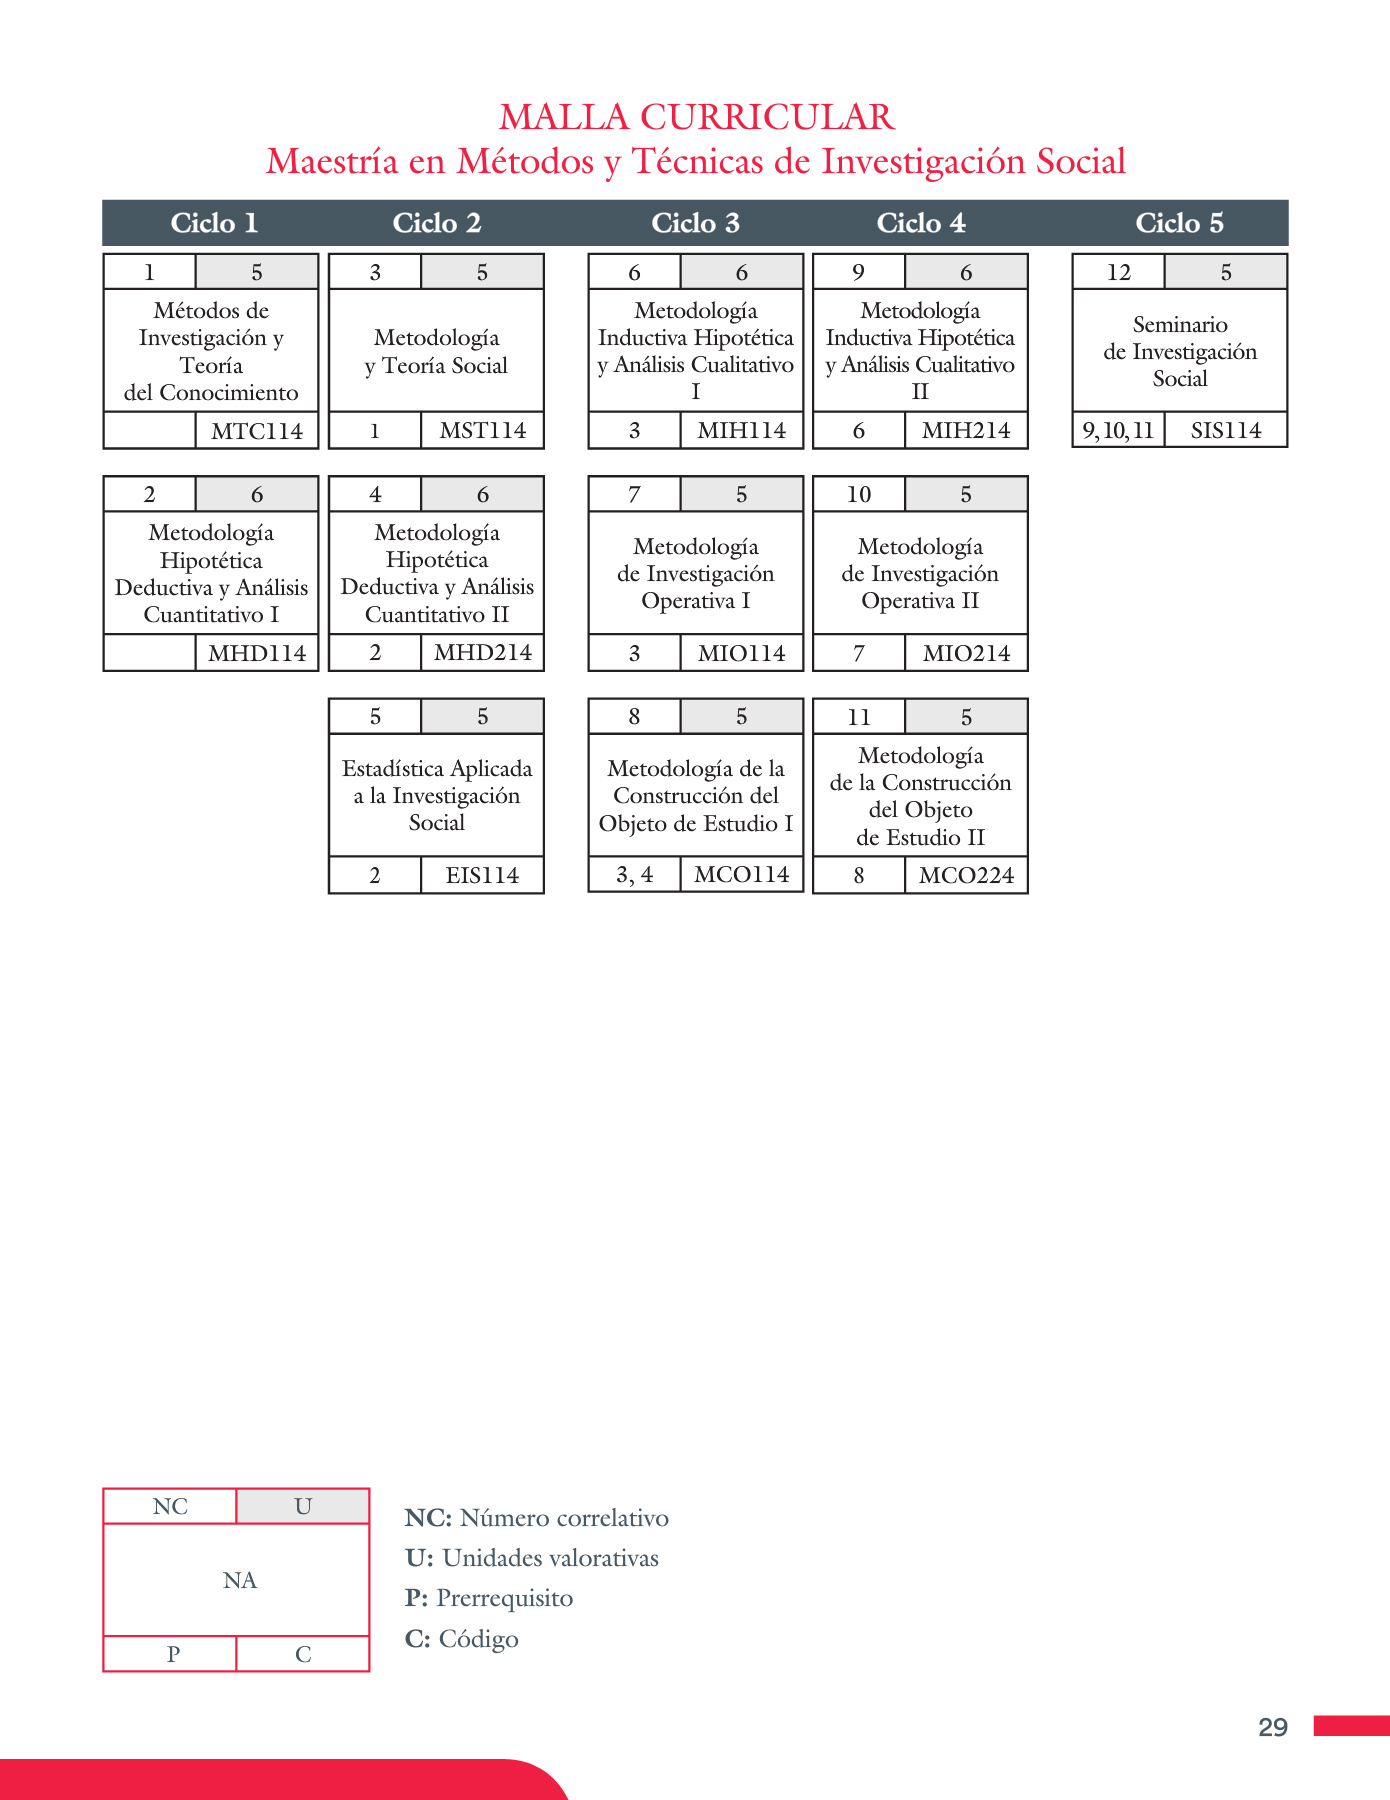 MALLA CURRICULAR
Maestría en Métodos y Técnicas de Investigación Social
Ciclo 1 Ciclo 2 Ciclo 3 Ciclo 4 Ciclo 5
1 5
Métodos de
Investigación y
Teoría
del Conocimiento
MTC114
2 6
Metodología
Hipotética
Deductiva y Análisis
Cuantitativo I
MHD114
3 5
Metodología
y Teoría Social
1 MST114
4 6
Metodología
Hipotética
Deductiva y Análisis
Cuantitativo II
2 MHD214
5 5
Estadística Aplicada
a la Investigación
Social
2 EIS114
6 6
Metodología
Inductiva Hipotética
y Análisis Cualitativo
I
3 MIH114
7 5
Metodología
de Investigación
Operativa I
3 MIO114
8 5
Metodología de la
Construcción del
Objeto de Estudio I
3, 4 MCO114
9 6
Metodología
Inductiva Hipotética
y Análisis Cualitativo
II
6 MIH214
10 5
Metodología
de Investigación
Operativa II
7 MIO214
11 5
Metodología
de la Construcción
del Objeto
de Estudio II
8 MCO224
12 5
Seminario
de Investigación
Social
9, 10, 11 SIS114
NC U
NA
P C
NC: Número correlativo
U: Unidades valorativas
P: Prerrequisito
C: Código
29